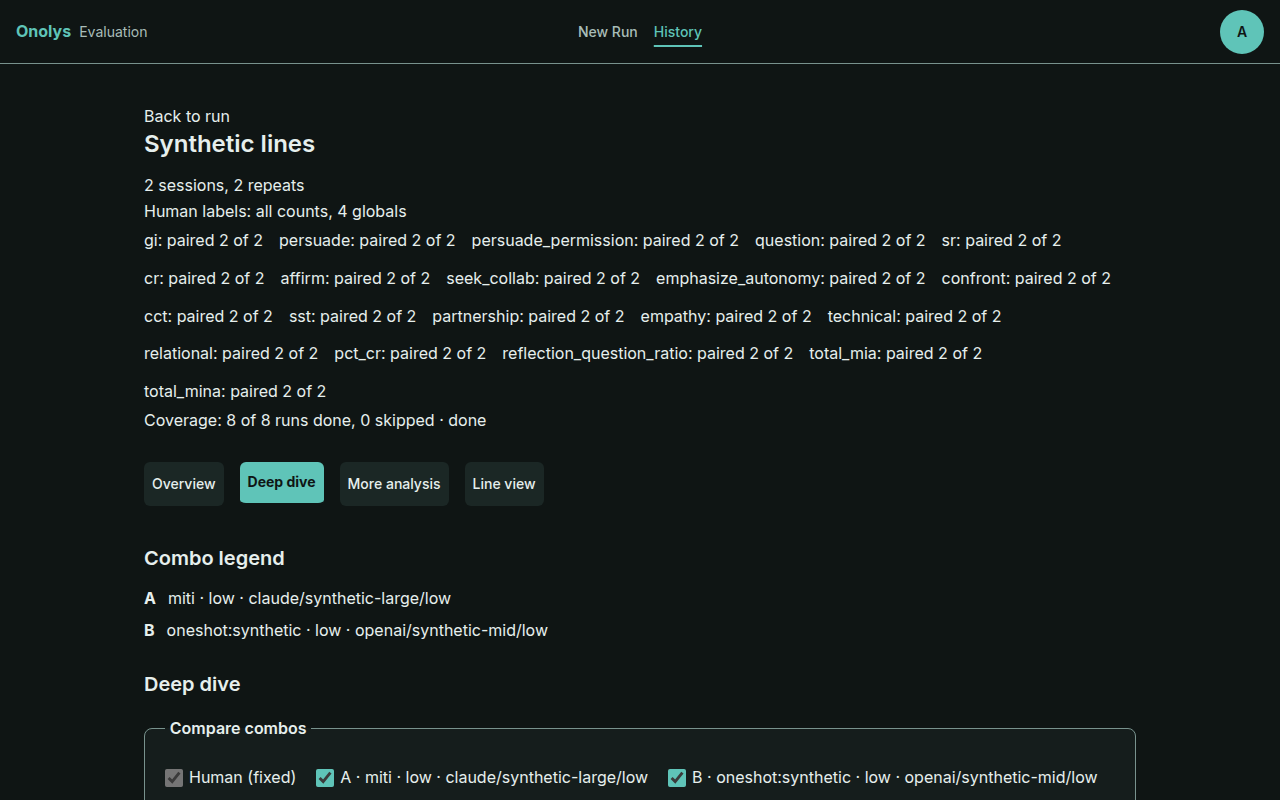 Onolys Evaluation New Run History A
Back to run
Synthetic lines
2 sessions, 2 repeats
Human labels: all counts, 4 globals
gi: paired 2 of 2 persuade: paired 2 of 2 persuade_permission: paired 2 of 2 question: paired 2 of 2 sr: paired 2 of 2
cr: paired 2 of 2 affirm: paired 2 of 2 seek_collab: paired 2 of 2 emphasize_autonomy: paired 2 of 2 confront: paired 2 of 2
cct: paired 2 of 2 sst: paired 2 of 2 partnership: paired 2 of 2 empathy: paired 2 of 2 technical: paired 2 of 2
relational: paired 2 of 2 pct_cr: paired 2 of 2 reflection_question_ratio: paired 2 of 2 total_mia: paired 2 of 2
total_mina: paired 2 of 2
Coverage: 8 of 8 runs done, 0 skipped · done
Overview Deep dive More analysis Line view
Combo legend
A miti · low · claude/synthetic-large/low
B oneshot:synthetic · low · openai/synthetic-mid/low
Deep dive
Compare combos
Human (fixed) A · miti · low · claude/synthetic-large/low B · oneshot:synthetic · low · openai/synthetic-mid/low